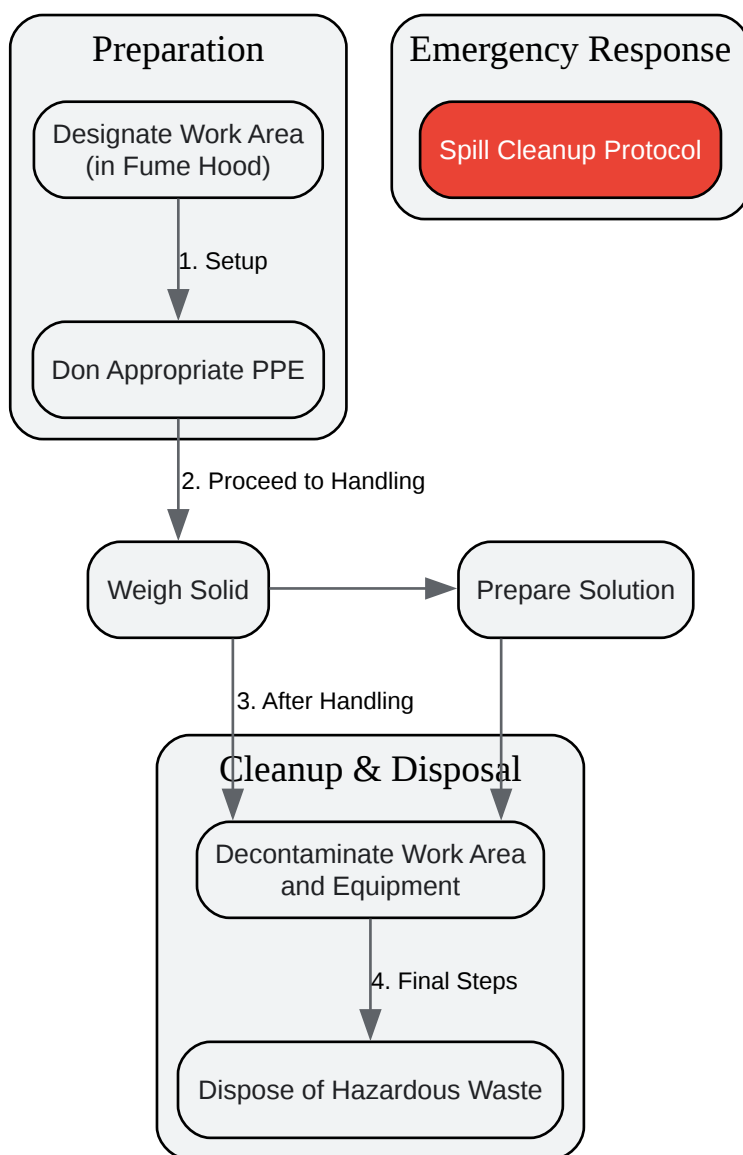 Preparation
Emergency Response
Designate Work Area
(in Fume Hood)
Spill Cleanup Protocol
1. Setup
Don Appropriate PPE
2. Proceed to Handling
Weigh Solid
Prepare Solution
3. After Handling
Cleanup & Disposal
Decontaminate Work Area
and Equipment
4. Final Steps
Dispose of Hazardous Waste